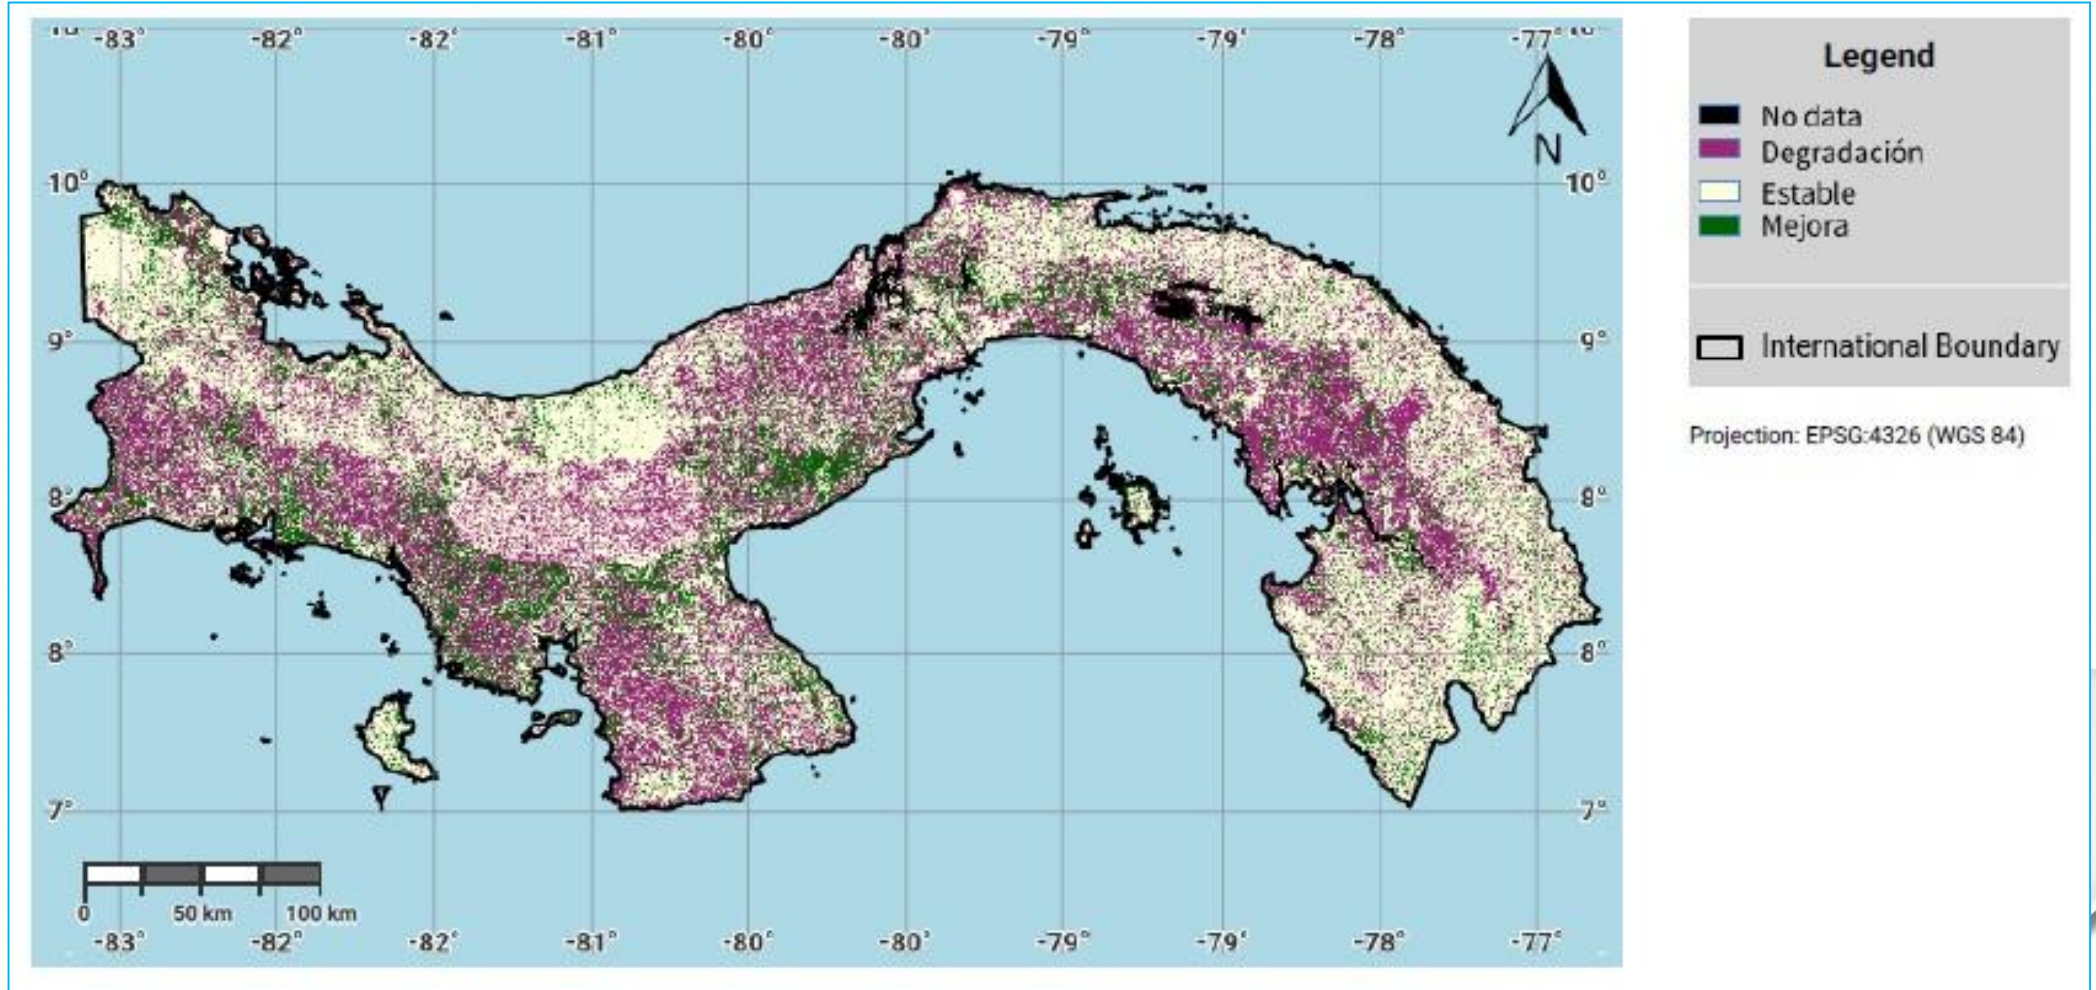 -83° -82° -82° -81° -80° -80° -79° -79° -78° -77°
N
10° 10°
9° 9°
8° 8°
8° 8°
7° 7°
0 50 km 100 km
-83° -82° -82° -81° -80° -80° -79° -79° -78° -77°
Legend
No data
Degradación
Estable
Mejora
International Boundary
Projection: EPSG:4326 (WGS 84)